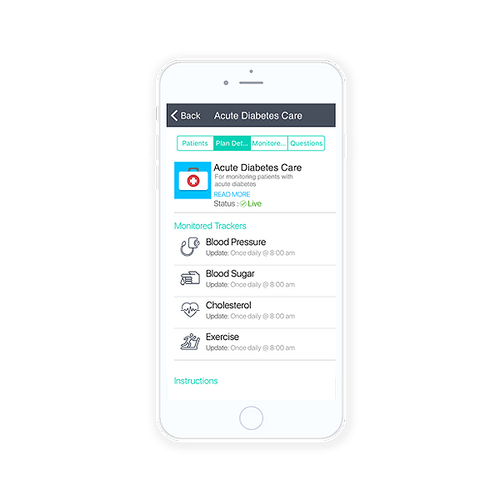 Back
Acute Diabetes Care
Patients
Plan Det...
Monitore...
Questions
Acute Diabetes Care
For monitoring patients with
acute diabetes
READ MORE
Status : Live
Monitored Trackers
Blood Pressure
Update: Once daily @ 8:00 am
Blood Sugar
Update: Once daily @ 8:00 am
Cholesterol
Update: Once daily @ 8:00 am
Exercise
Update: Once daily @ 8:00 am
Instructions